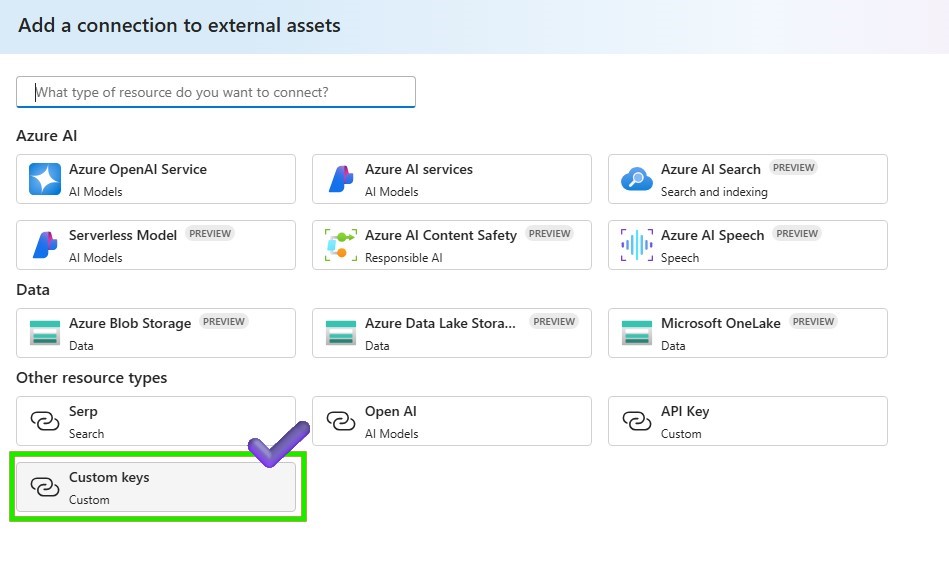 Add a connection to external assets
What type of resource do you want to connect?
Azure AI
Azure OpenAI Service
AI Models
Azure AI services
AI Models
Azure AI Search PREVIEW
Search and indexing
Serverless Model PREVIEW
AI Models
Azure AI Content Safety PREVIEW
Responsible AI
Azure AI Speech PREVIEW
Speech
Data
Azure Blob Storage PREVIEW
Data
Azure Data Lake Stora... PREVIEW
Data
Microsoft OneLake PREVIEW
Data
Other resource types
Serp
Search
Open AI
AI Models
API Key
Custom
Custom keys
Custom